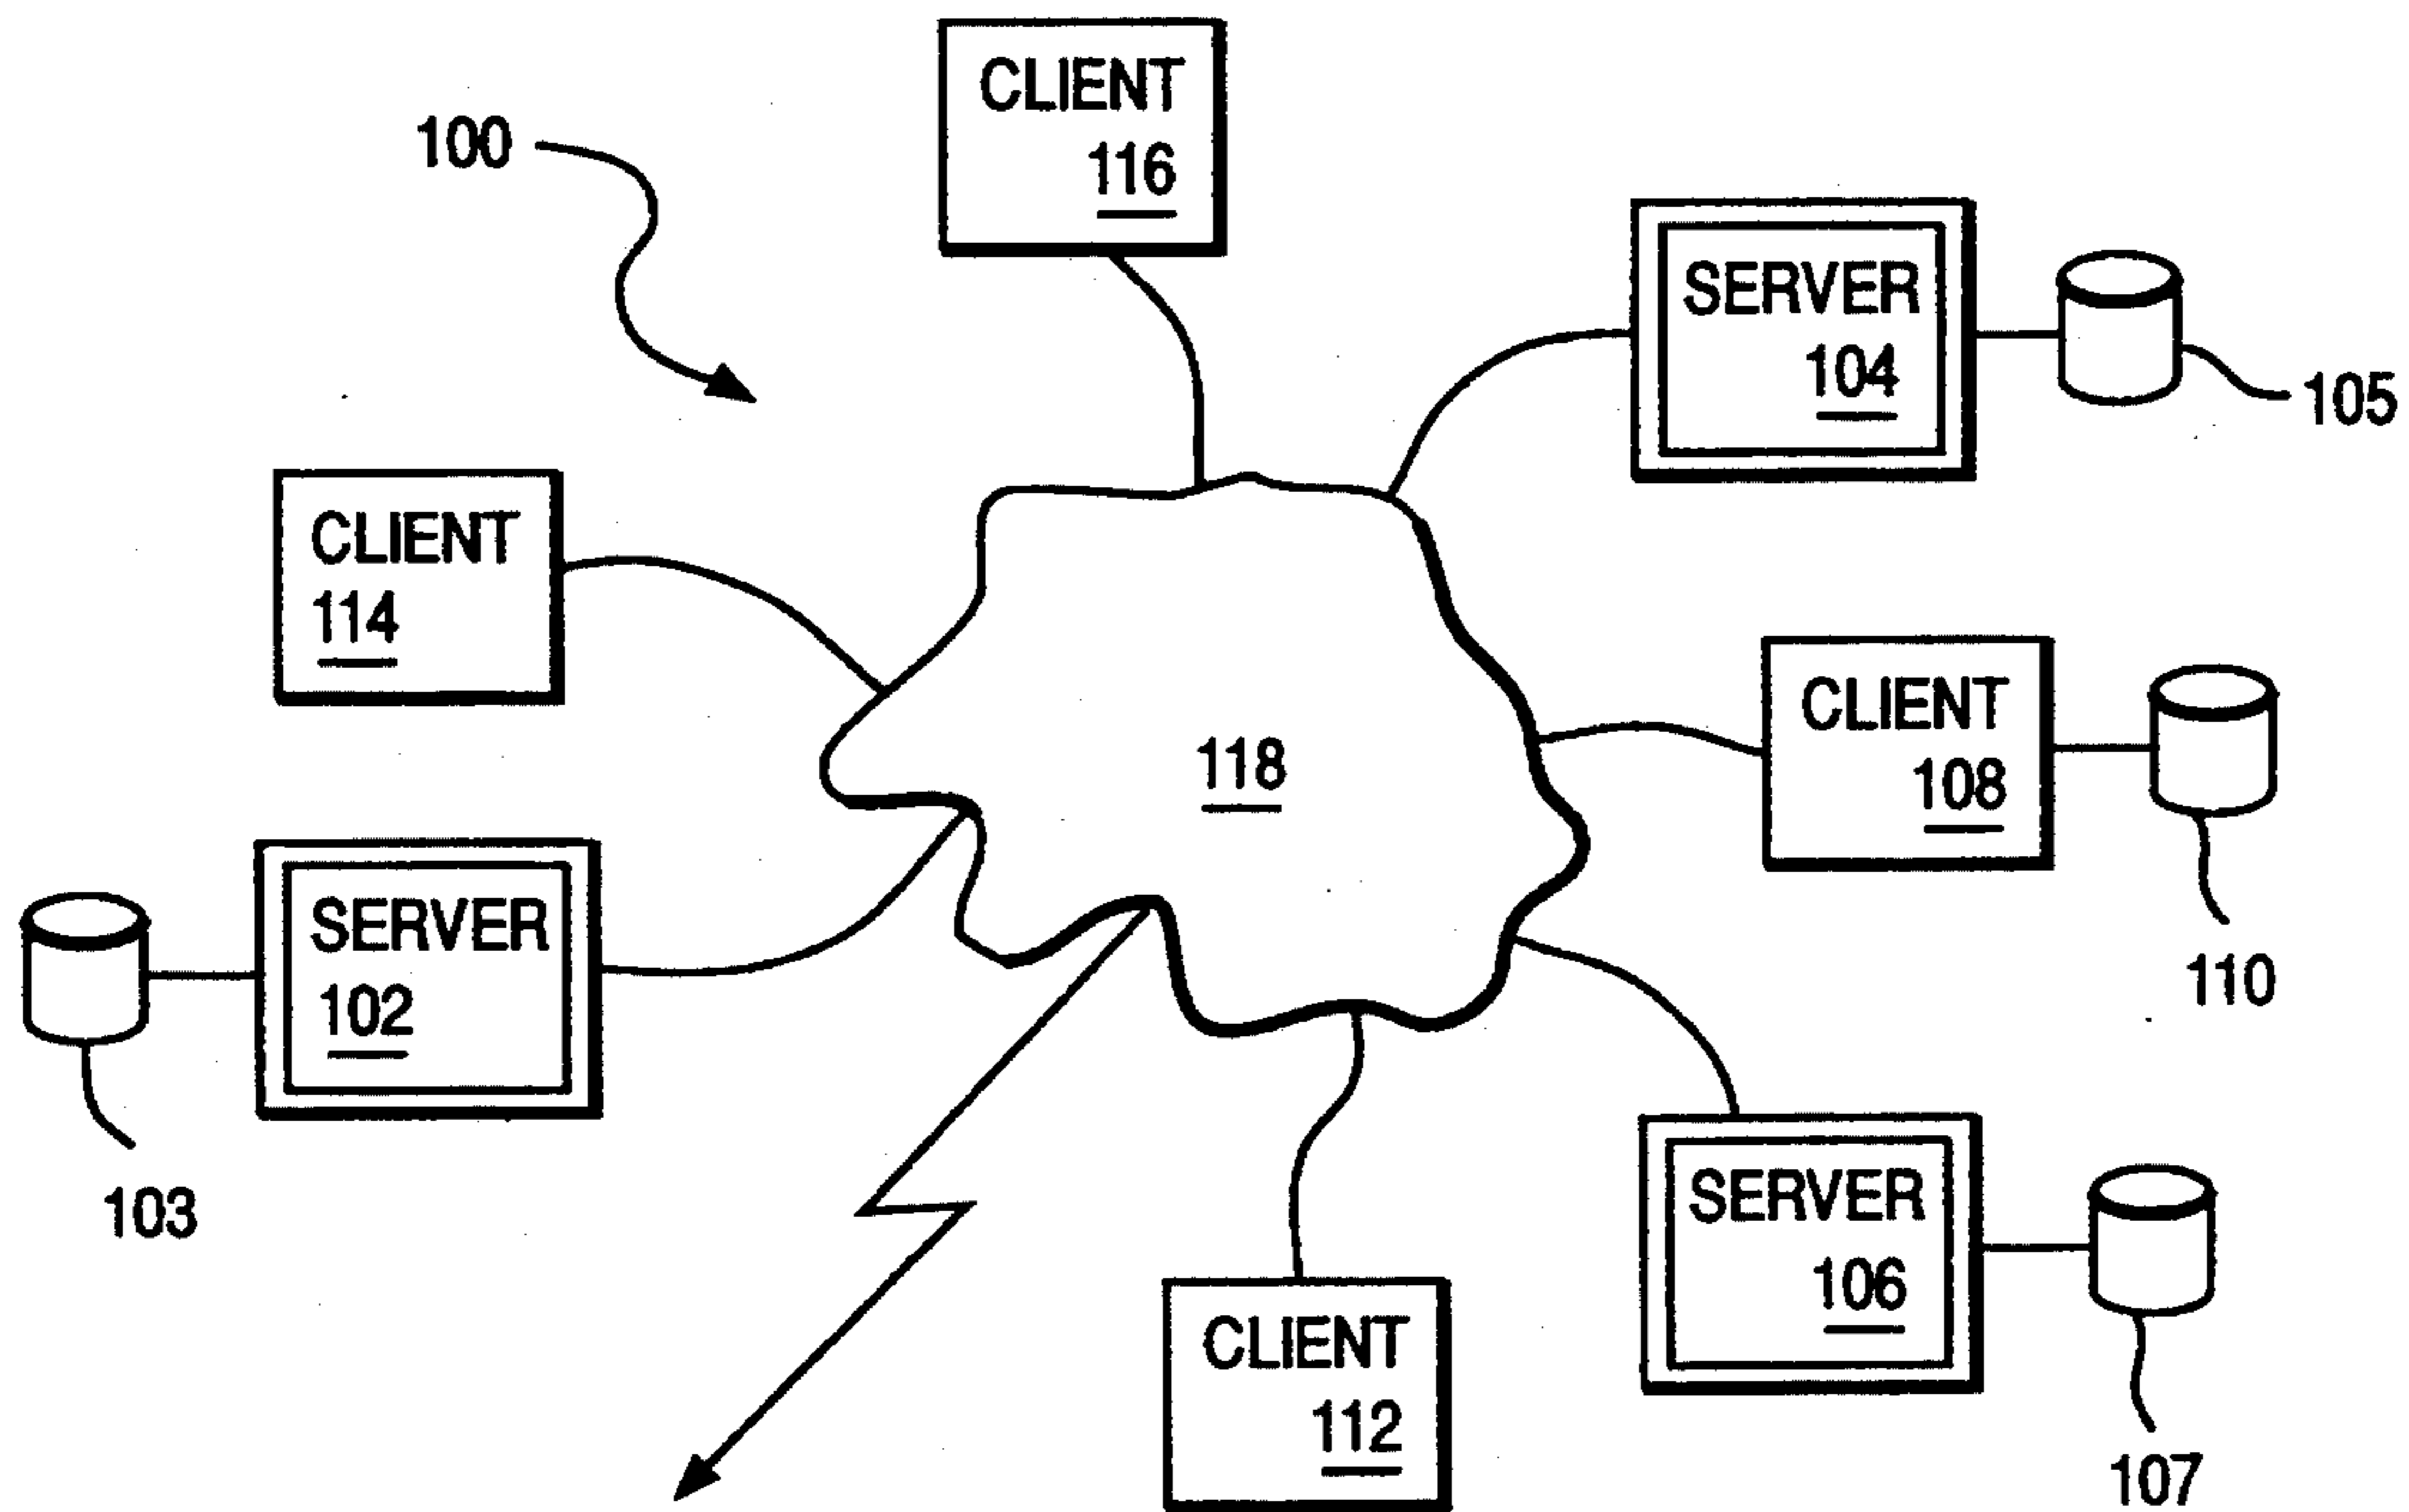 CLIENT
116
100
SERVER
104
105
CLIENT
114
CLIENT
108
118
110
SERVER
102
103
SERVER
106
107
CLIENT
112